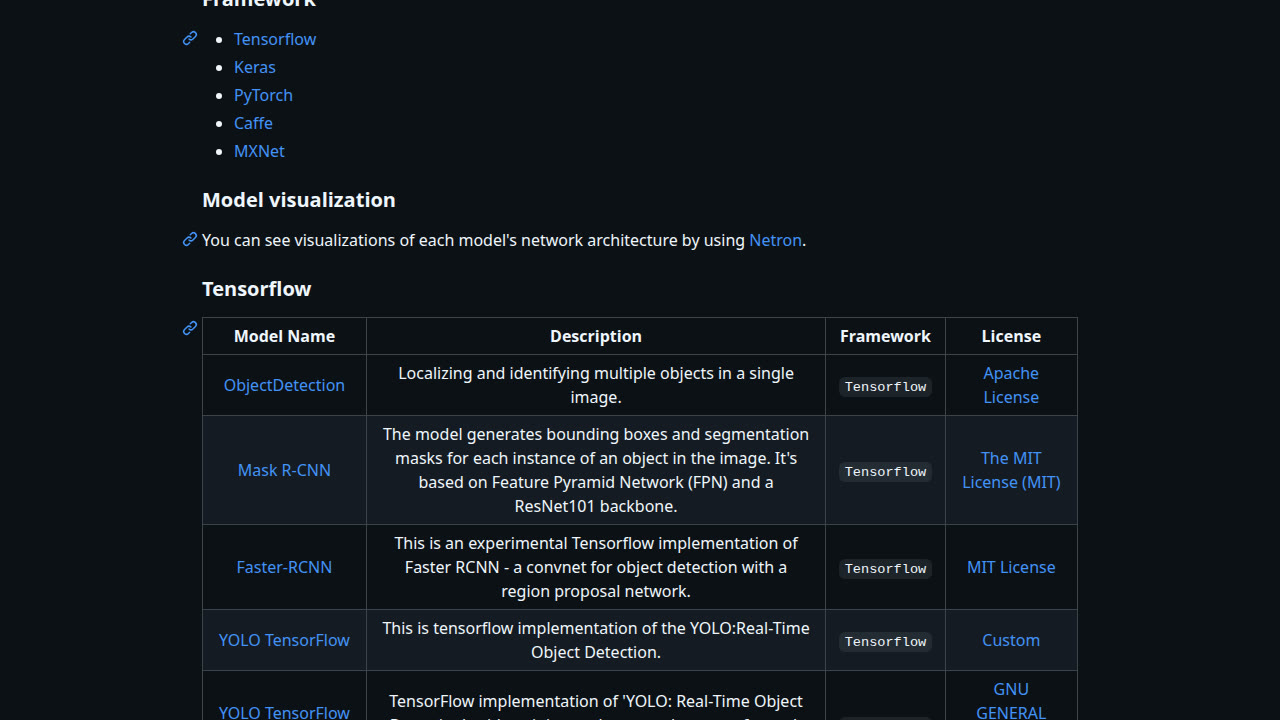 Framework
Tensorflow
Keras
PyTorch
Caffe
MXNet
Model visualization
You can see visualizations of each model's network architecture by using Netron.
Tensorflow
Model Name Description Framework License
ObjectDetection
Localizing and identifying multiple objects in a single
image.
Tensorflow
Apache
License
Mask R-CNN
The model generates bounding boxes and segmentation
masks for each instance of an object in the image. It's
based on Feature Pyramid Network (FPN) and a
ResNet101 backbone.
Tensorflow
The MIT
License (MIT)
Faster-RCNN
This is an experimental Tensorflow implementation of
Faster RCNN - a convnet for object detection with a
region proposal network.
Tensorflow
MIT License
YOLO TensorFlow
This is tensorflow implementation of the YOLO:Real-Time
Object Detection.
Tensorflow
Custom
YOLO TensorFlow
TensorFlow implementation of 'YOLO: Real-Time Object
GNU
GENERAL